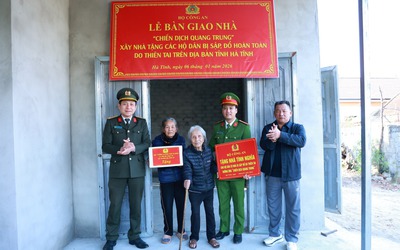 BỘ CÔNG AN
LỄ BÀN GIAO NHÀ
"CHIẾN DỊCH QUANG TRUNG"
XÂY NHÀ TẶNG CÁC HỘ DÂN BỊ SẬP, ĐỔ HOÀN TOÀN
DO THIÊN TAI TRÊN ĐỊA BÀN TỈNH HÀ TĨNH
Hà Tĩnh, ngày 06 tháng 01 năm 2026
Tặng
BỘ CÔNG AN
TẶNG NHÀ TÌNH NGHĨA